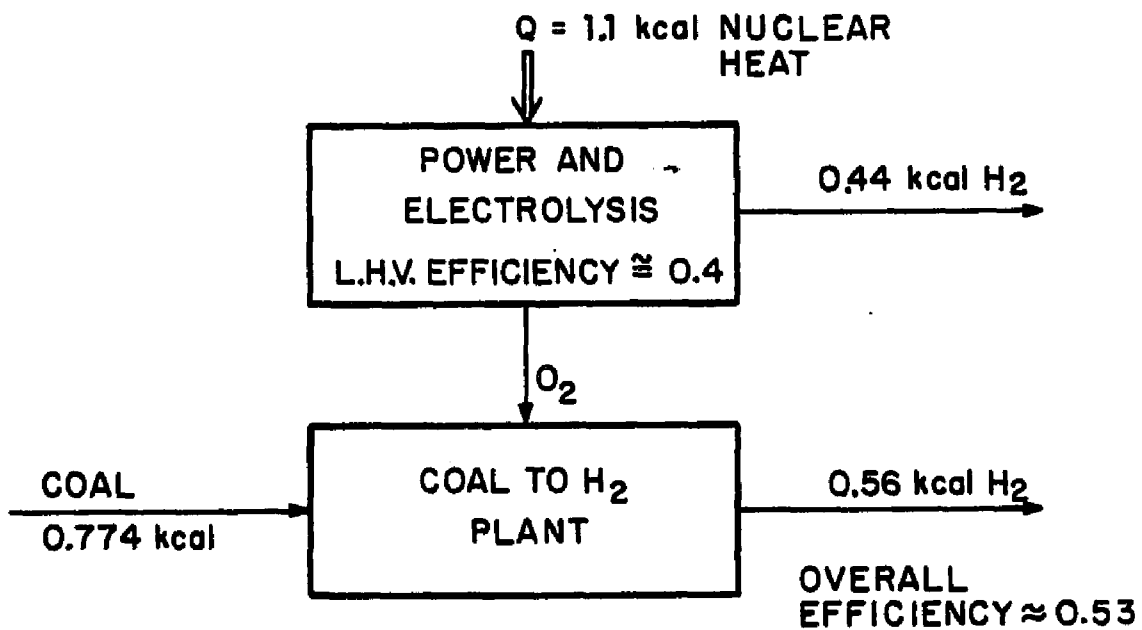 Q = 1.1 kcal NUCLEAR
HEAT
POWER AND
ELECTROLYSIS
L.H.V. EFFICIENCY ≅ 0.4
0.44 kcal H₂
O₂
COAL
0.774 kcal
COAL TO H₂
PLANT
0.56 kcal H₂
OVERALL
EFFICIENCY ≈ 0.53